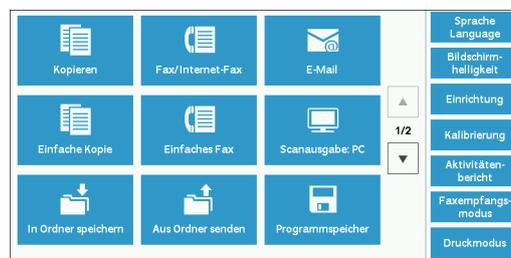 Kopieren
Fax/Internet-Fax
E-Mail
Einfache Kopie
Einfaches Fax
Scanausgabe: PC
In Ordner speichern
Aus Ordner senden
Programmspeicher
1/2
Sprache
Language
Bildschirm-
helligkeit
Einrichtung
Kalibrierung
Aktivitäten-
bericht
Faxempfangs-
modus
Druckmodus